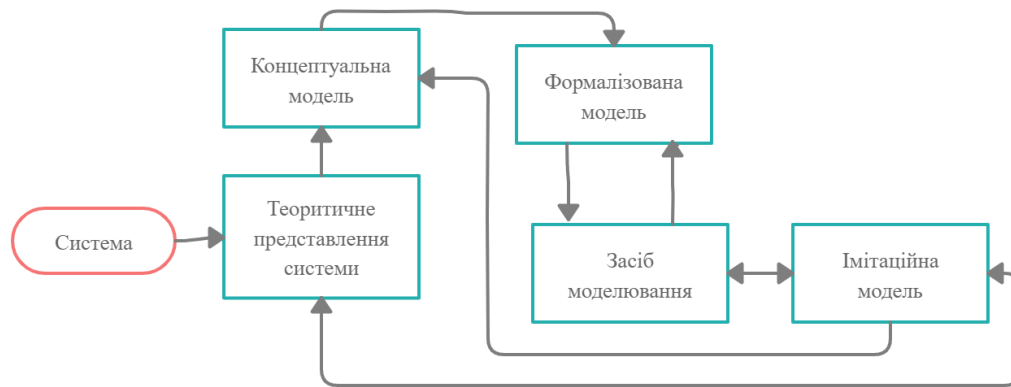 Концептуальна
модель
Формалізована
модель
Система
Теоритичне
представлення
системи
Засіб
моделювання
Імітаційна
модель